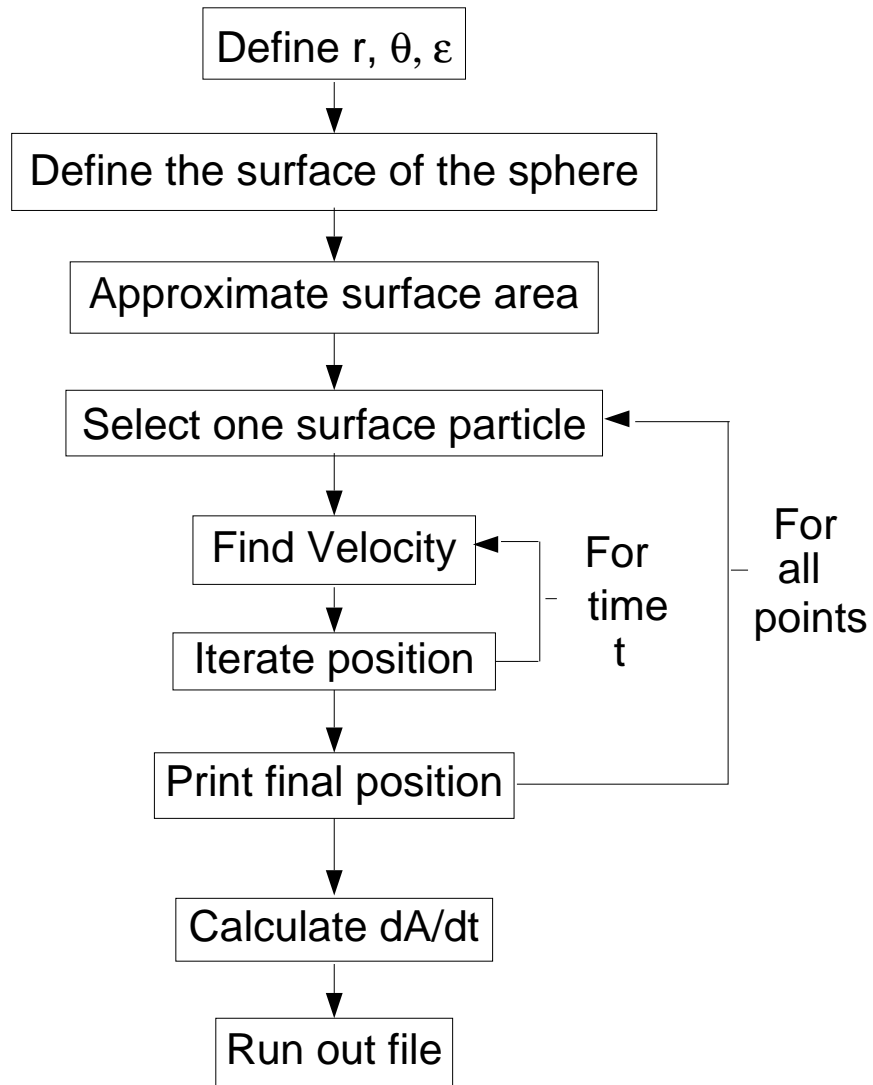 Define r, θ, ε
Define the surface of the sphere
Approximate surface area
Select one surface particle
Find Velocity
For
time
t
For
all
points
Iterate position
Print final position
Calculate dA/dt
Run out file